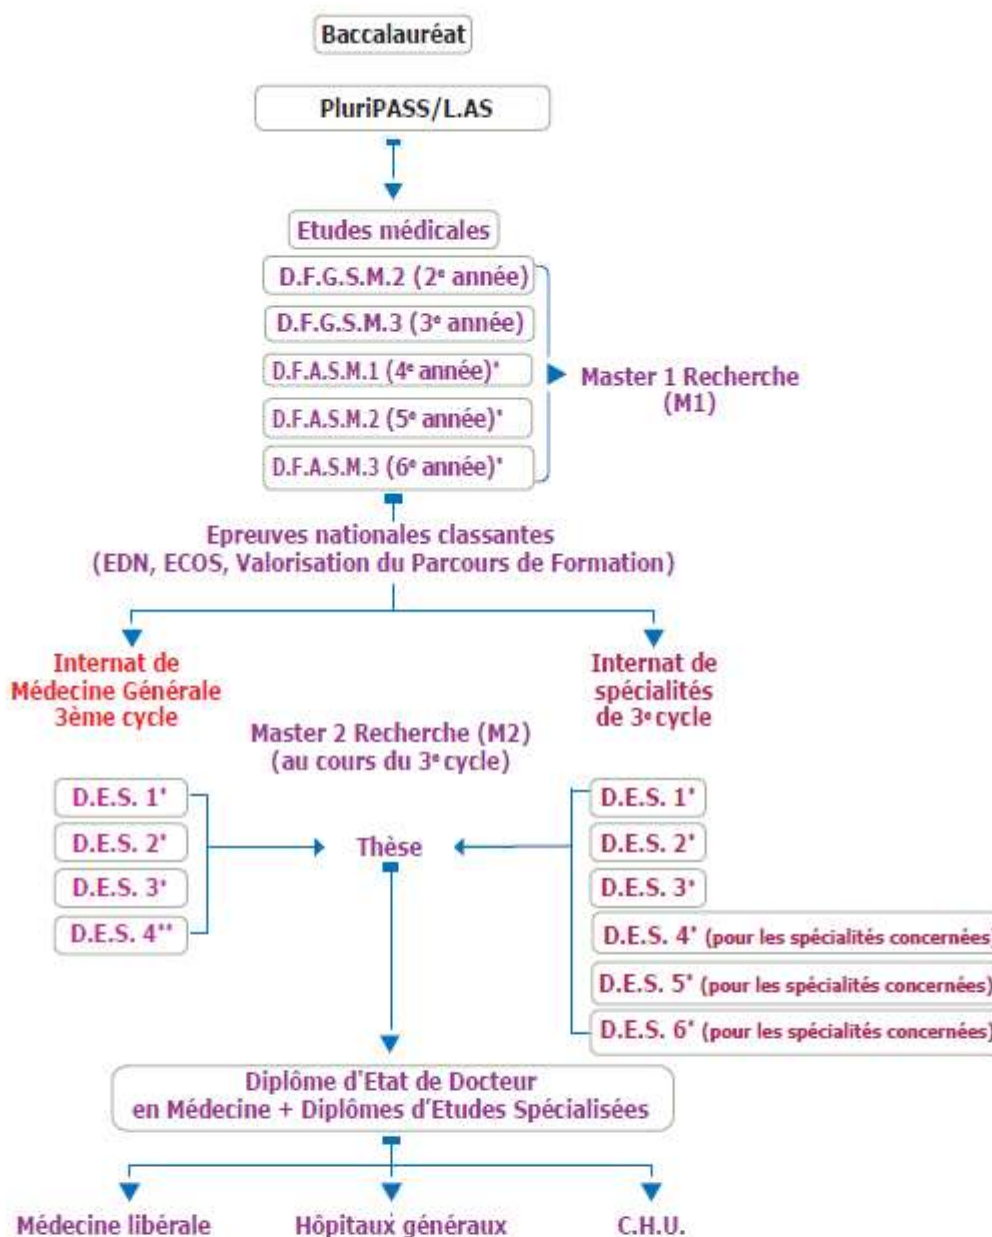 Baccalauréat
PluriPASS/L.AS
Etudes médicales
D.F.G.S.M.2 (2e année)
D.F.G.S.M.3 (3e année)
D.F.A.S.M.1 (4e année)*
D.F.A.S.M.2 (5e année)*
D.F.A.S.M.3 (6e année)*
Master 1 Recherche
(M1)
Epreuves nationales classantes
(EDN, ECOS, Valorisation du Parcours de Formation)
Internat de
Médecine Générale
3ème cycle
Internat de
spécialités
de 3e cycle
Master 2 Recherche (M2)
(au cours du 3e cycle)
D.E.S. 1*
D.E.S. 2*
D.E.S. 3*
D.E.S. 4**
Thèse
D.E.S. 1*
D.E.S. 2*
D.E.S. 3*
D.E.S. 4* (pour les spécialités concernées)
D.E.S. 5* (pour les spécialités concernées)
D.E.S. 6* (pour les spécialités concernées)
Diplôme d'Etat de Docteur
en Médecine + Diplômes d'Etudes Spécialisées
Médecine libérale
Hôpitaux généraux
C.H.U.